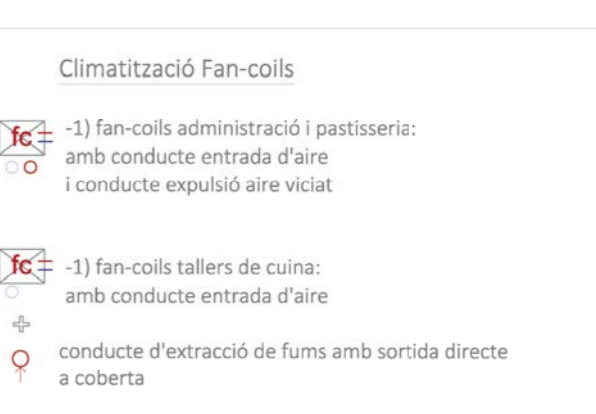 Climatització Fan-coils
fc -1) fan-coils administració i pastisseria:
amb conducte entrada d'aire
i conducte expulsió aire viciat
fc -1) fan-coils tallers de cuina:
amb conducte entrada d'aire
conducte d'extracció de fums amb sortida directe
a coberta